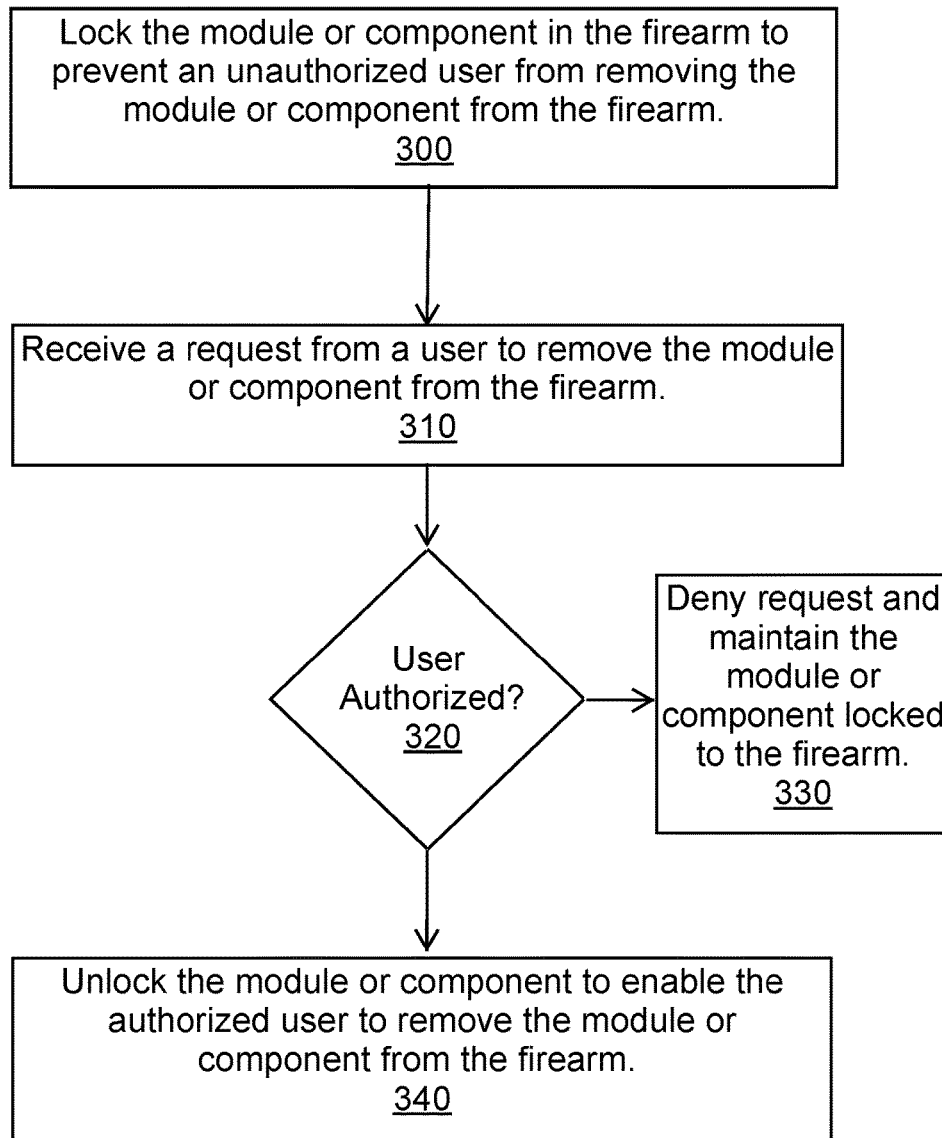 Lock the module or component in the firearm to
prevent an unauthorized user from removing the
module or component from the firearm.
300
Receive a request from a user to remove the module
or component from the firearm.
310
User
Authorized?
320
Deny request and
maintain the
module or
component locked
to the firearm.
330
Unlock the module or component to enable the
authorized user to remove the module or
component from the firearm.
340